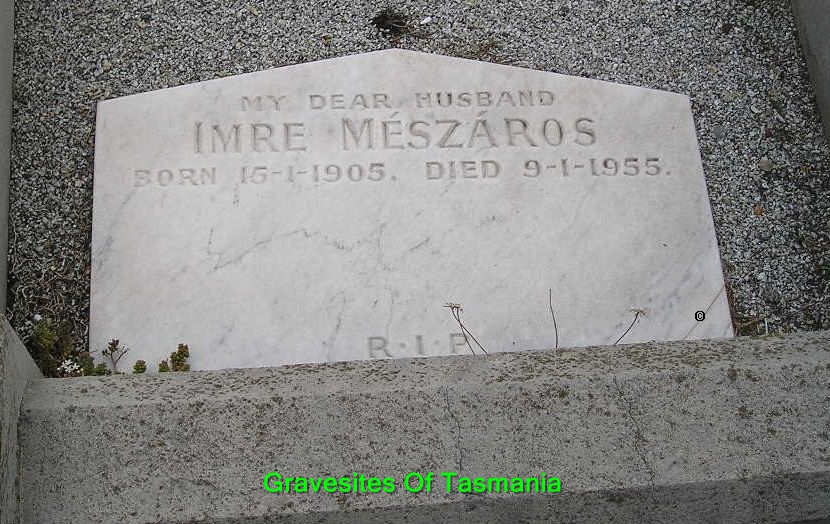 MY DEAR HUSBAND
IMRE MÉSZÁROS
BORN 15-1-1905. DIED 9-1-1955.
R·I·P
©
Gravesites Of Tasmania